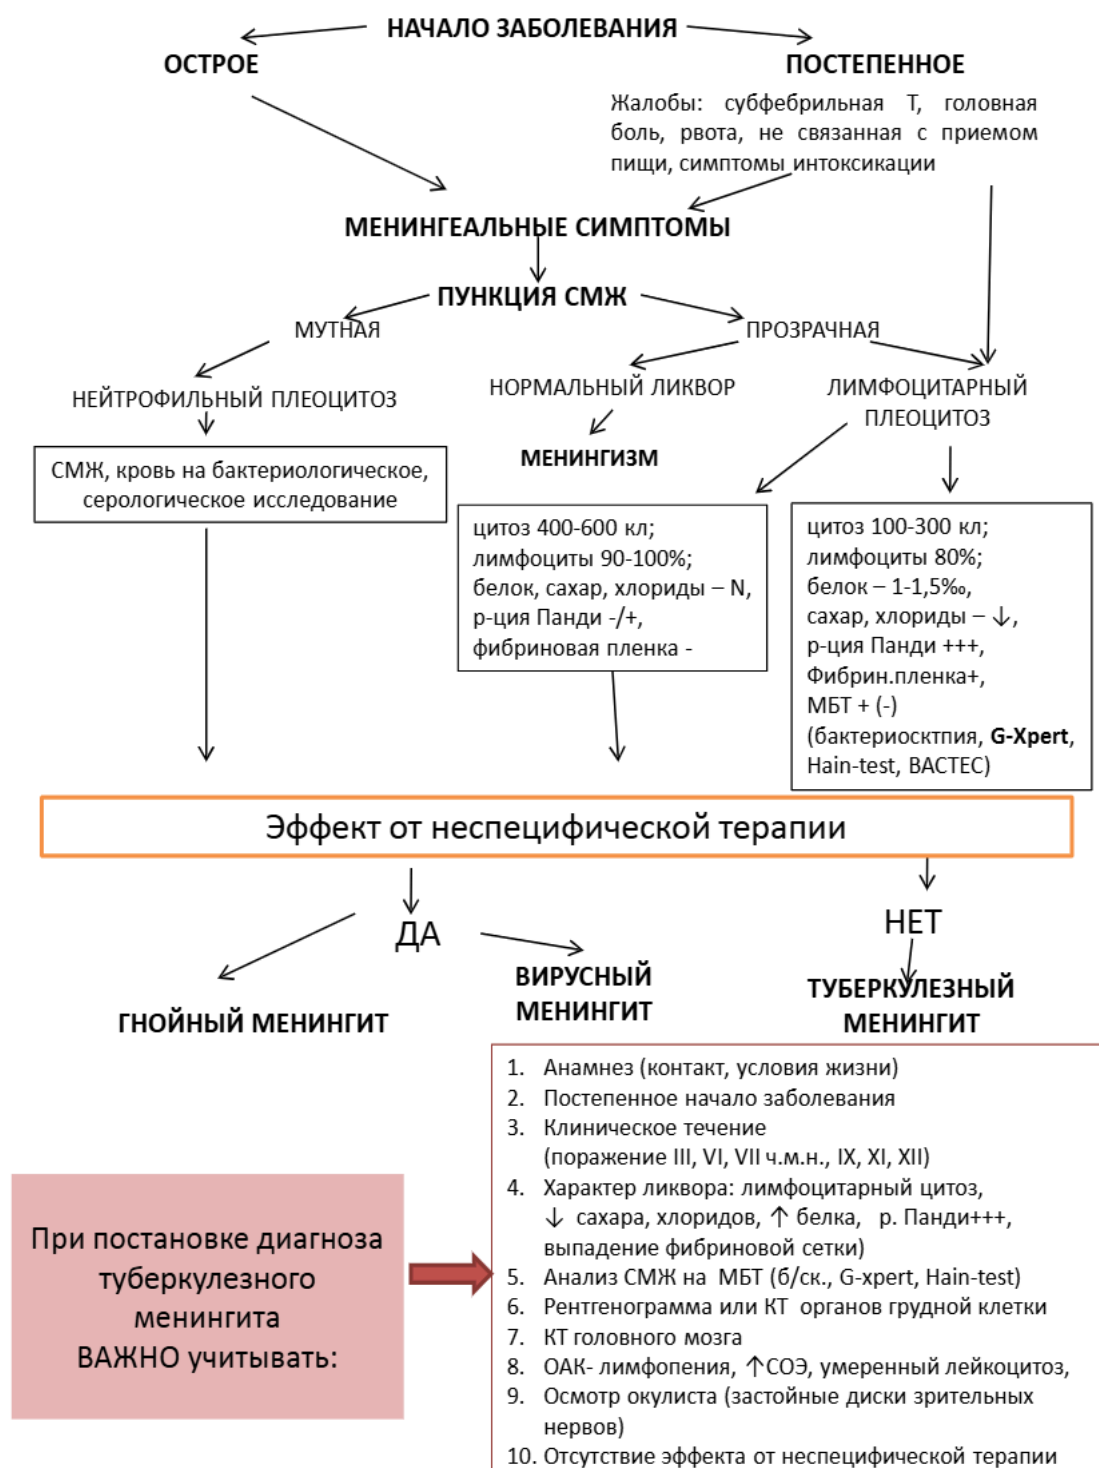 НАЧАЛО ЗАБОЛЕВАНИЯ
ОСТРОЕ
ПОСТЕПЕННОЕ
Жалобы: субфебрильная Т, головная
боль, рвота, не связанная с приемом
пищи, симптомы интоксикации
МЕНИНГЕАЛЬНЫЕ СИМПТОМЫ
ПУНКЦИЯ СМЖ
МУТНАЯ
ПРОЗРАЧНАЯ
НЕЙТРОФИЛЬНЫЙ ПЛЕОЦИТОЗ
НОРМАЛЬНЫЙ ЛИКВОР
ЛИМФОЦИТАРНЫЙ
ПЛЕОЦИТОЗ
МЕНИНГИЗМ
СМЖ, кровь на бактериологическое,
серологическое исследование
цитоз 400-600 кл;
лимфоциты 90-100%;
белок, сахар, хлориды – N,
р-ция Панди -/+,
фибриновая пленка -
цитоз 100-300 кл;
лимфоциты 80%;
белок – 1-1,5‰,
сахар, хлориды – ↓,
р-ция Панди +++,
Фибрин.пленка+,
МБТ + (-)
(бактериосктпия, G-Xpert,
Hain-test, BACTEC)
Эффект от неспецифической терапии
ДА
НЕТ
ГНОЙНЫЙ МЕНИНГИТ
ВИРУСНЫЙ
МЕНИНГИТ
ТУБЕРКУЛЕЗНЫЙ
МЕНИНГИТ
При постановке диагноза
туберкулезного
менингита
ВАЖНО учитывать:
1. Анамнез (контакт, условия жизни)
2. Постепенное начало заболевания
3. Клиническое течение
(поражение III, VI, VII ч.м.н., IX, XI, XII)
4. Характер ликвора: лимфоцитарный цитоз,
↓ сахара, хлоридов, ↑ белка, р. Панди+++,
выпадение фибриновой сетки)
5. Анализ СМЖ на МБТ (б/ск., G-xpert, Hain-test)
6. Рентгенограмма или КТ органов грудной клетки
7. КТ головного мозга
8. ОАК- лимфопения, ↑СОЭ, умеренный лейкоцитоз,
9. Осмотр окулиста (застойные диски зрительных
нервов)
10. Отсутствие эффекта от неспецифической терапии